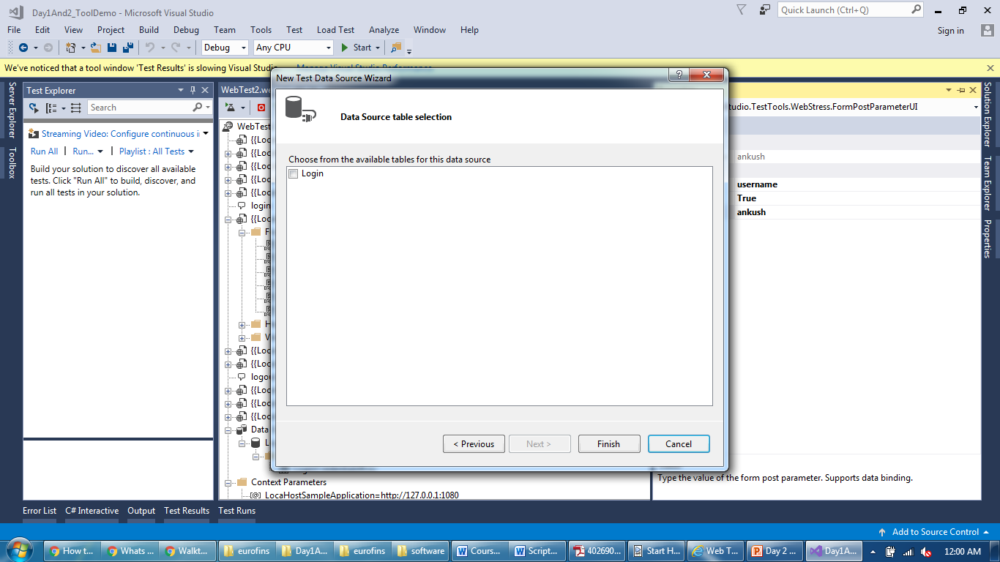 Day1And2_ToolDemo - Microsoft Visual Studio
Quick Launch (Ctrl+Q)
File Edit View Project Build Debug Team Tools Test Load Test Analyze Window Help
Sign in
Debug Any CPU Start
We've noticed that a tool window 'Test Results' is slowing Visual Studio
Manage Visual Studio Performance
Server Explorer
Toolbox
Test Explorer
Search
Streaming Video: Configure continuous i
Run All | Run... | Playlist : All Tests
Build your solution to discover all available
tests. Click "Run All" to build, discover, and
run all tests in your solution.
WebTest2.we
WebTest
{{Loc
{{Loc
{{Loc
{{Loc
{{Loc
login
{{Loc
F
H
V
{{Loc
{{Loc
logou
{{Loc
{{Loc
{{Loc
Data
L
Context Parameters
LocaHostSampleApplication=http://127.0.0.1:1080
New Test Data Source Wizard
?
Data Source table selection
Choose from the available tables for this data source
Login
< Previous Next > Finish Cancel
tudio.TestTools.WebStress.FormPostParameterUI
ankush
username
True
ankush
Type the value of the form post parameter. Supports data binding.
Solution Explorer
Team Explorer
Properties
Error List C# Interactive Output Test Results Test Runs
Add to Source Control
How t... Whats ... Walkt... eurofins Day1A... eurofins software Cours... Script... 402690... Start H... Web T... Day 2 ... Day1A... 12:00 AM